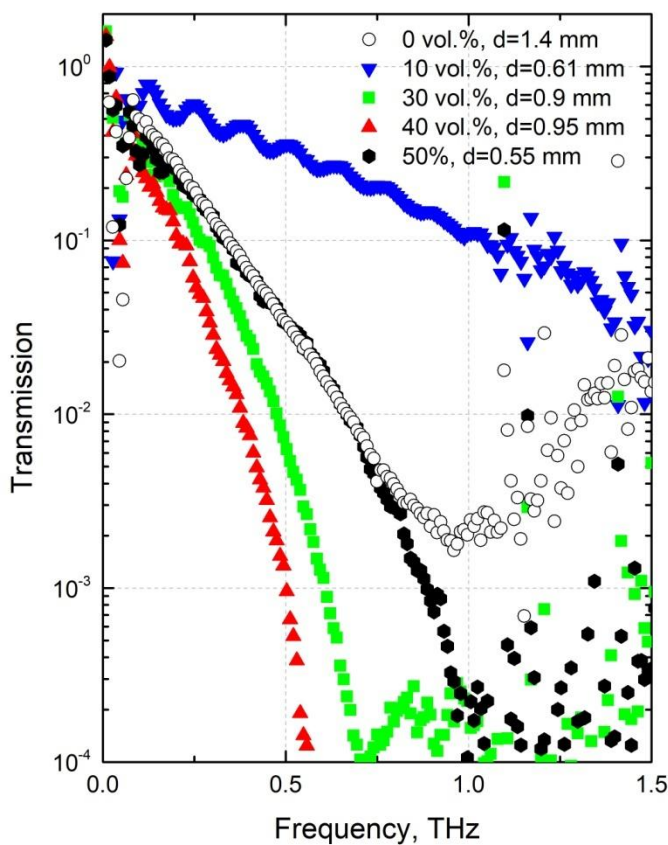 0 vol.%, d=1.4 mm
10 vol.%, d=0.61 mm
30 vol.%, d=0.9 mm
40 vol.%, d=0.95 mm
50%, d=0.55 mm
Transmission
10⁰
10⁻¹
10⁻²
10⁻³
10⁻⁴
0.0 0.5 1.0 1.5
Frequency, THz